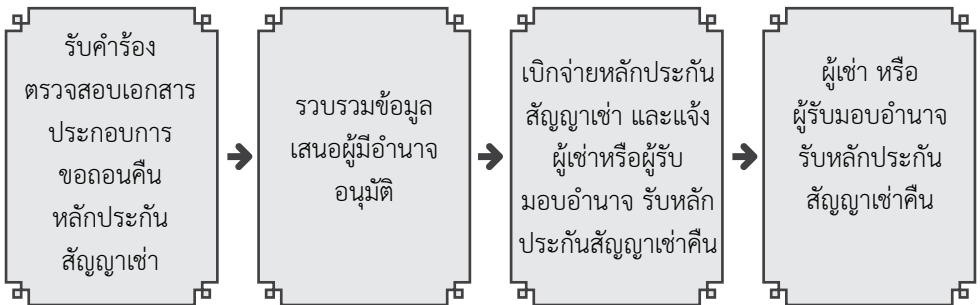 รับคำร้อง
ตรวจสอบเอกสาร
ประกอบการ
ขอถอนคืน
หลักประกัน
สัญญาเช่า
รวบรวมข้อมูล
เสนอผู้มีอำนาจ
อนุมัติ
เบิกจ่ายหลักประกัน
สัญญาเช่า และแจ้ง
ผู้เช่าหรือผู้รับ
มอบอำนาจ รับหลัก
ประกันสัญญาเช่าคืน
ผู้เช่า หรือ
ผู้รับมอบอำนาจ
รับหลักประกัน
สัญญาเช่าคืน